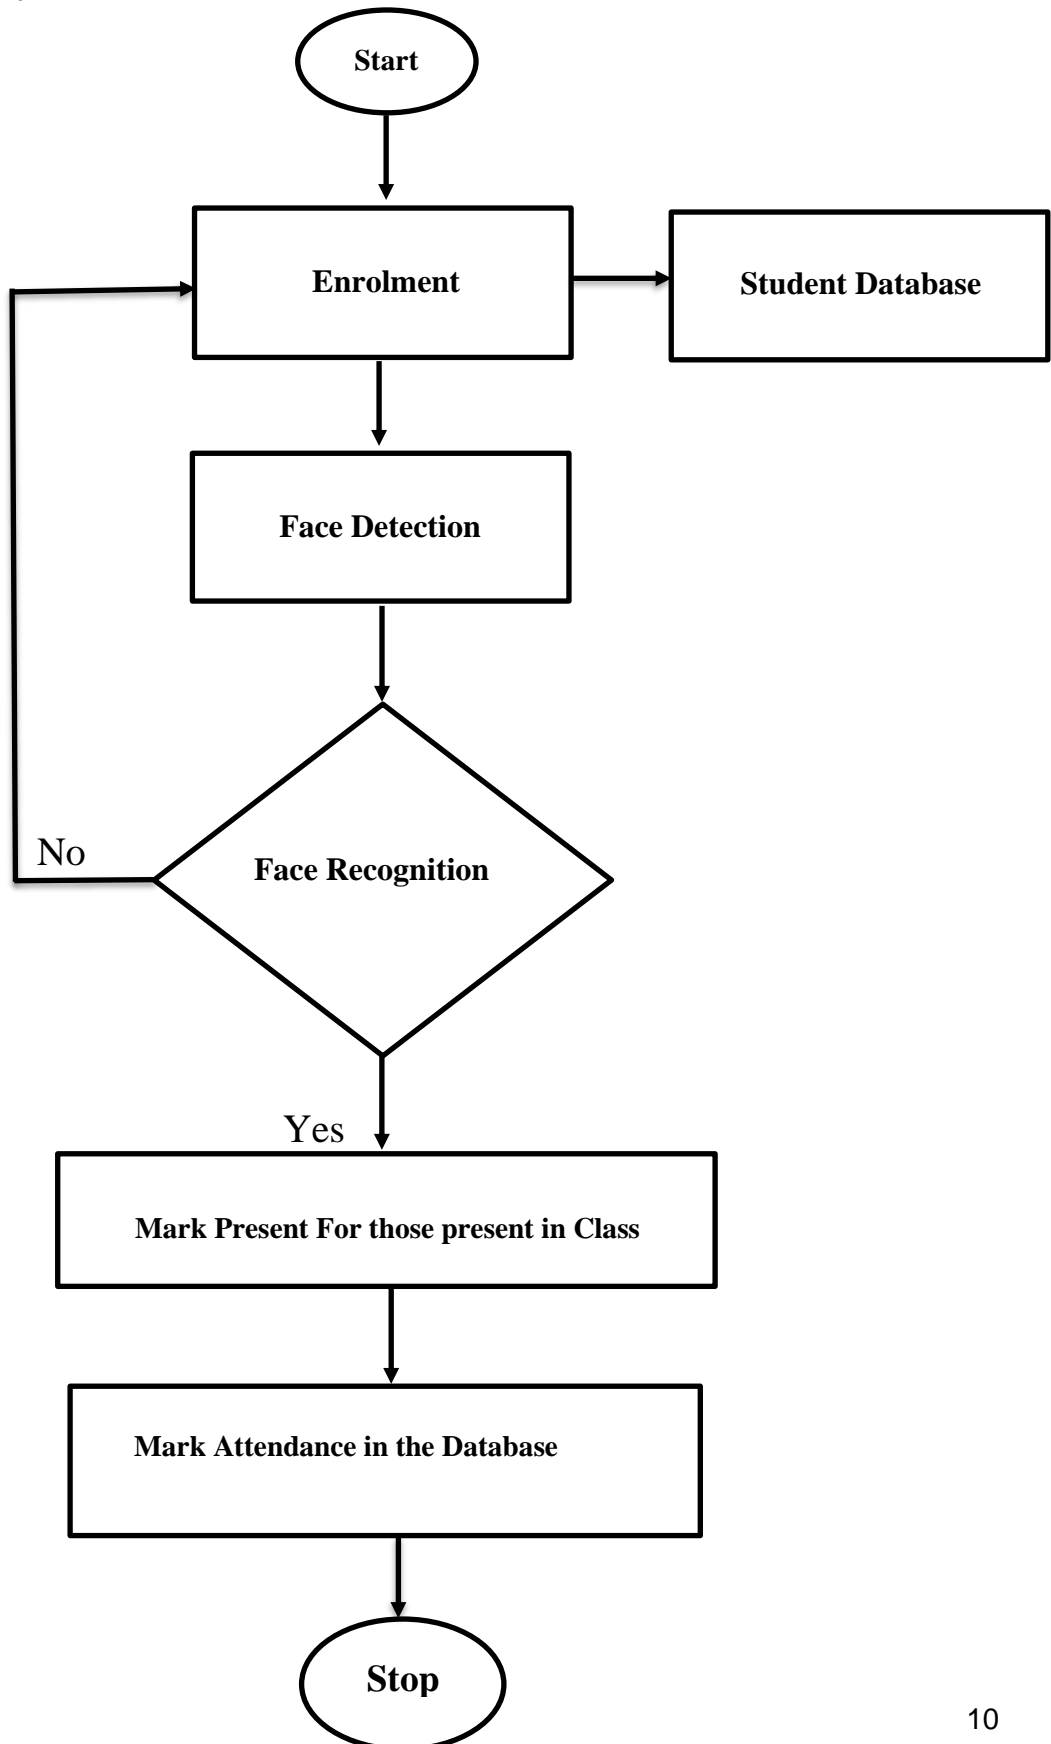 Start
Enrolment
Student Database
Face Detection
Face Recognition
No
Yes
Mark Present For those present in Class
Mark Attendance in the Database
Stop
10